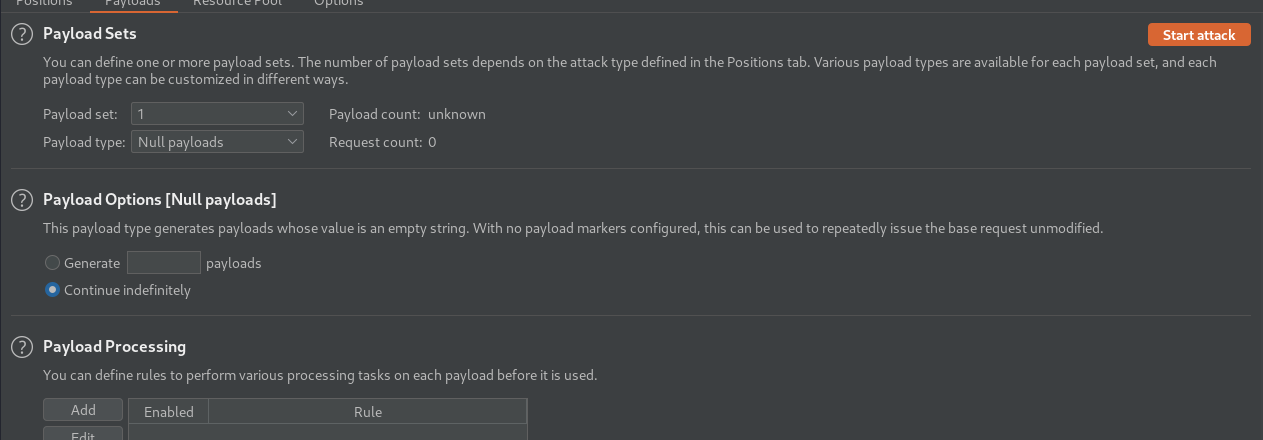 Positions Payloads Resource Pool Options
? Payload Sets Start attack
You can define one or more payload sets. The number of payload sets depends on the attack type defined in the Positions tab. Various payload types are available for each payload set, and each
payload type can be customized in different ways.
Payload set: 1 Payload count: unknown
Payload type: Null payloads Request count: 0
? Payload Options [Null payloads]
This payload type generates payloads whose value is an empty string. With no payload markers configured, this can be used to repeatedly issue the base request unmodified.
Generate payloads
Continue indefinitely
? Payload Processing
You can define rules to perform various processing tasks on each payload before it is used.
Add Enabled Rule
Edit